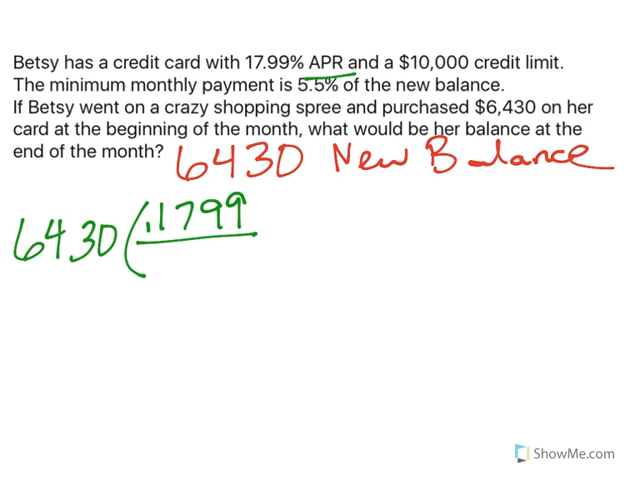 Betsy has a credit card with 17.99% APR and a $10,000 credit limit.
The minimum monthly payment is 5.5% of the new balance.
If Betsy went on a crazy shopping spree and purchased $6,430 on her
card at the beginning of the month, what would be her balance at the
end of the month?
6430 New Balance
6430 (.1799
ShowMe.com